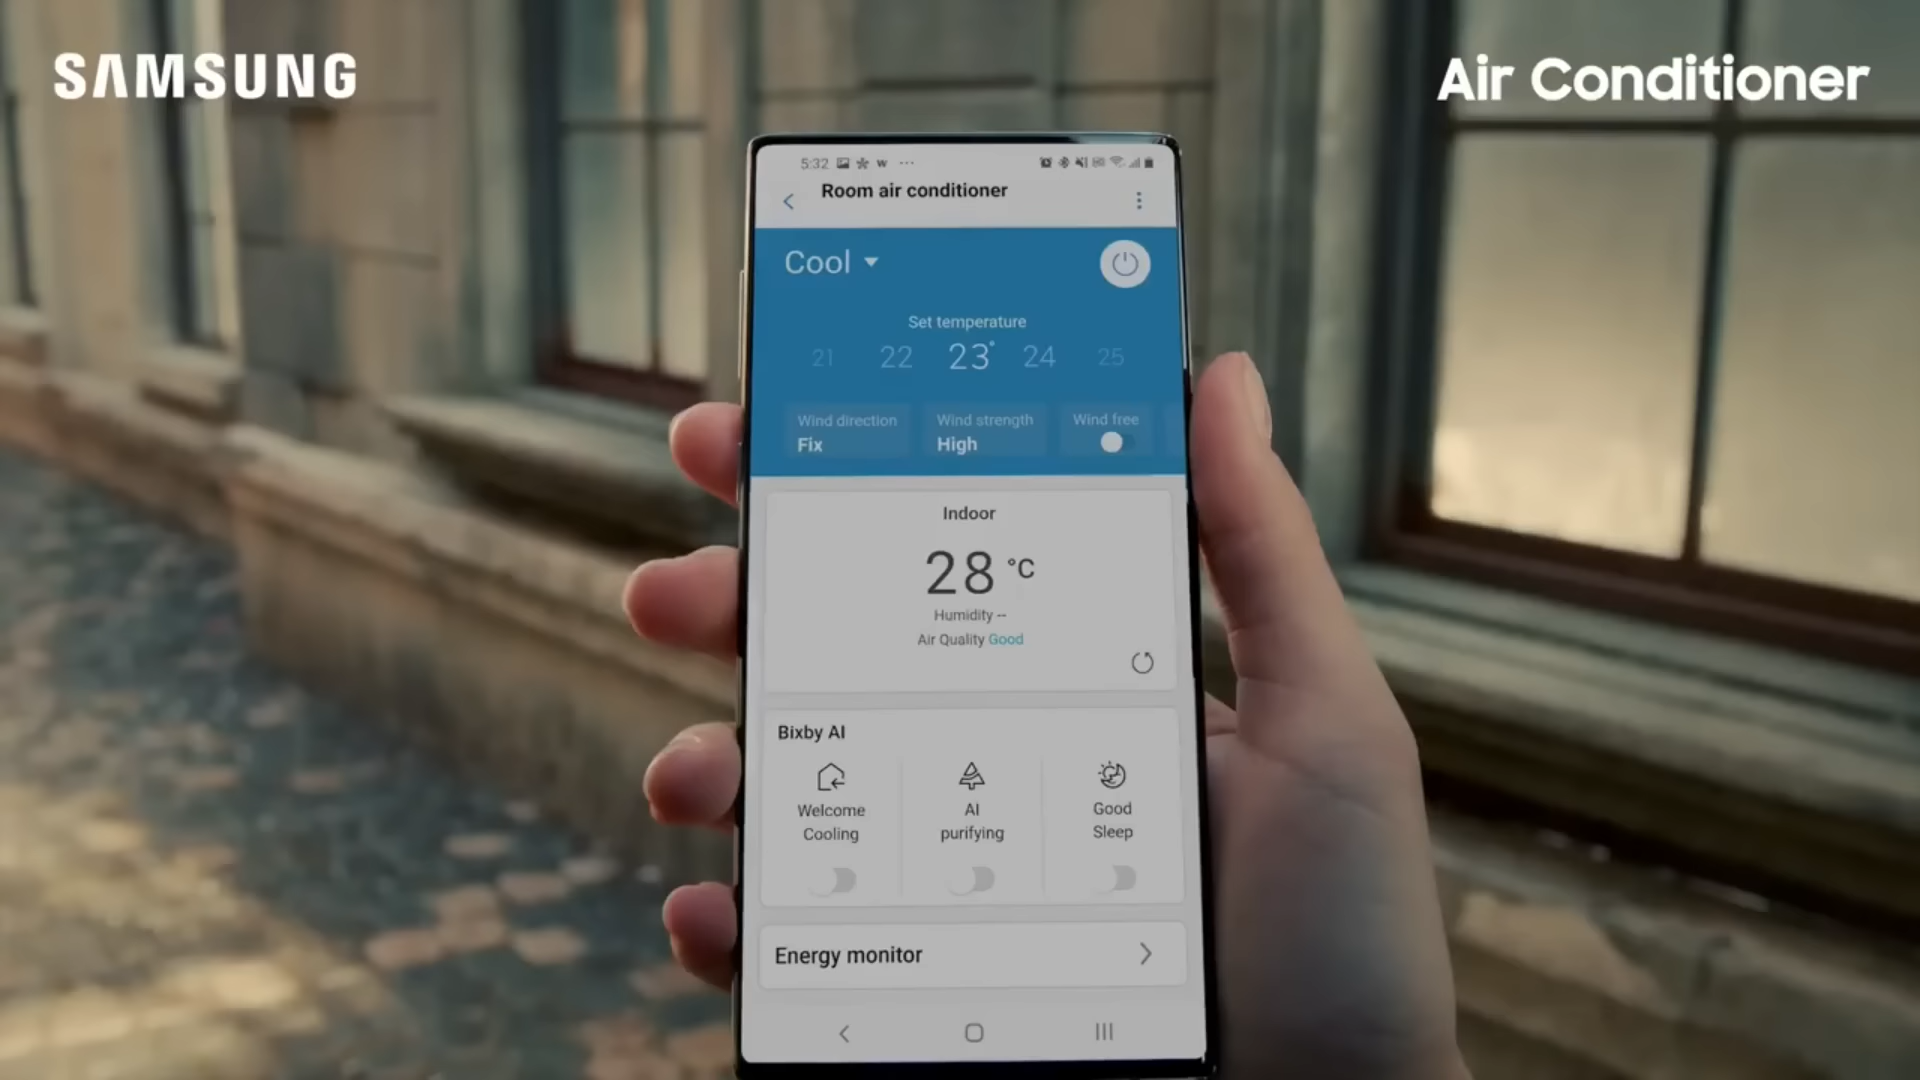 SAMSUNG
Air Conditioner
5:32
Room air conditioner
Cool
Set temperature
21 22 23° 24 25
Wind direction
Fix
Wind strength
High
Wind free
Indoor
28 °C
Humidity --
Air Quality Good
Bixby AI
Welcome
Cooling
AI
purifying
Good
Sleep
Energy monitor